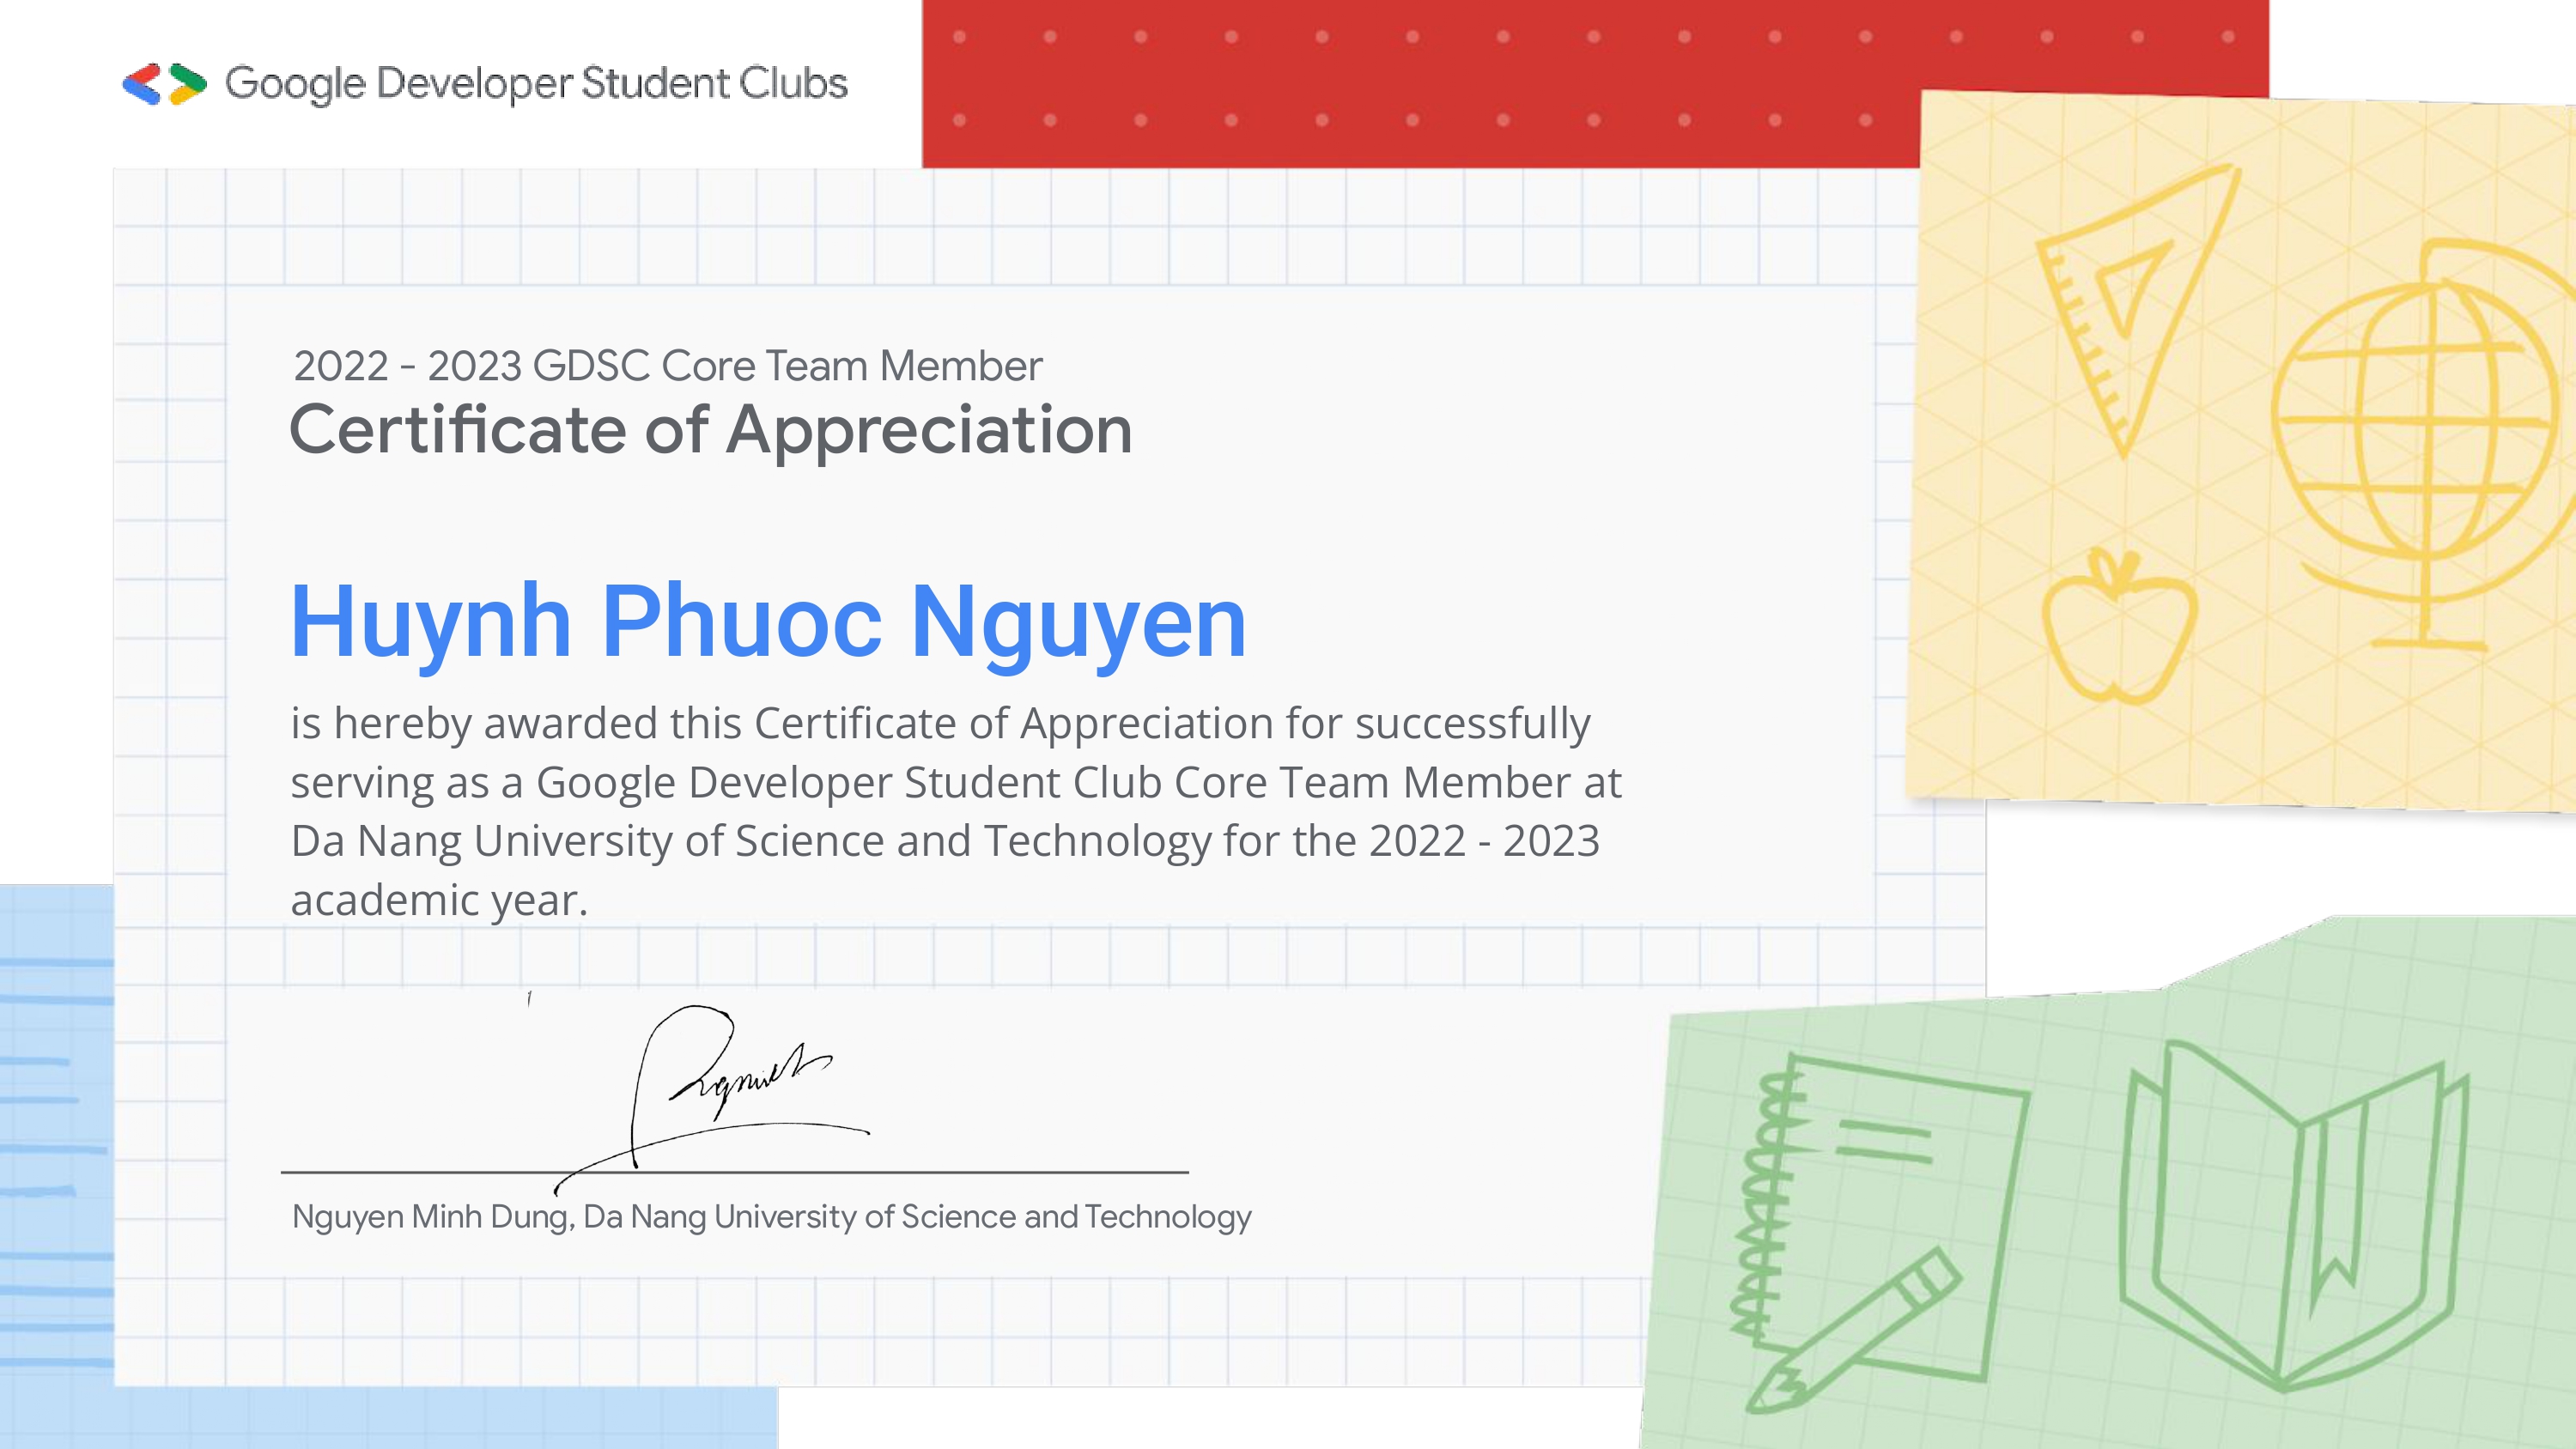 Google Developer Student Clubs
2022 - 2023 GDSC Core Team Member
Certificate of Appreciation
Huynh Phuoc Nguyen
is hereby awarded this Certificate of Appreciation for successfully
serving as a Google Developer Student Club Core Team Member at
Da Nang University of Science and Technology for the 2022 - 2023
academic year.
Nguyen Minh Dung, Da Nang University of Science and Technology